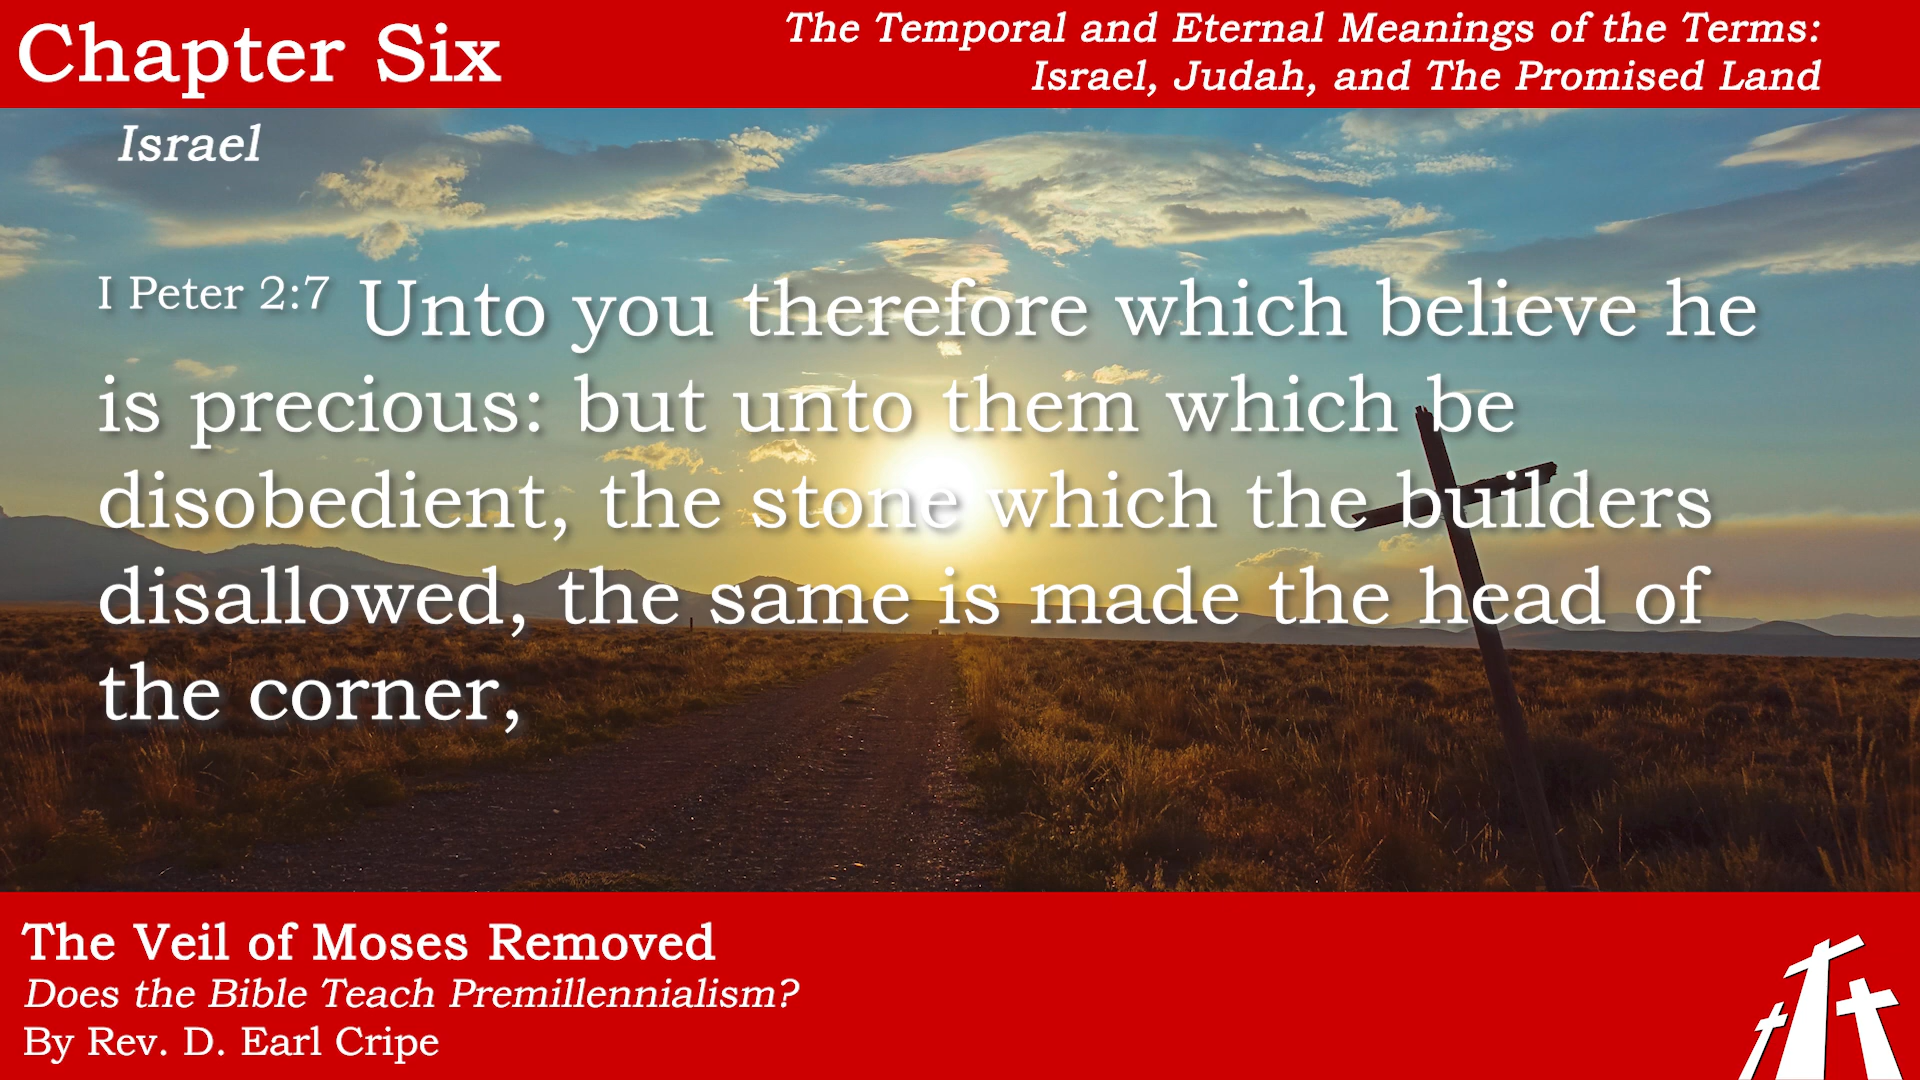 Chapter Six
The Temporal and Eternal Meanings of the Terms:
Israel, Judah, and The Promised Land
Israel
I Peter 2:7 Unto you therefore which believe he
is precious: but unto them which be
disobedient, the stone which the builders
disallowed, the same is made the head of
the corner,
The Veil of Moses Removed
Does the Bible Teach Premillennialism?
By Rev. D. Earl Cripe